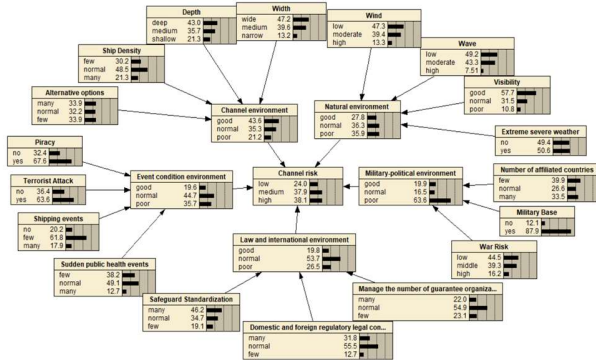 Depth
deep 43.0
medium 35.7
shallow 21.3
Width
wide 47.2
medium 39.6
narrow 13.2
Wind
low 47.3
moderate 39.4
high 13.3
Wave
low 49.2
moderate 43.3
high 7.51
Ship Density
few 30.2
normal 48.5
many 21.3
Visibility
good 57.7
normal 31.5
poor 10.8
Alternative options
many 33.9
normal 32.2
few 33.9
Channel environment
good 43.6
normal 35.3
poor 21.2
Natural environment
good 27.8
normal 36.3
poor 35.9
Extreme severe weather
no 49.4
yes 50.6
Piracy
no 32.4
yes 67.6
Terrorist Attack
no 36.4
yes 63.6
Event condition environment
good 19.6
normal 44.7
poor 35.7
Channel risk
low 24.0
medium 37.9
high 38.1
Military-political environment
good 19.9
normal 16.5
poor 63.6
Number of affiliated countries
few 39.9
normal 26.6
many 33.5
Military Base
no 12.1
yes 87.9
Shipping events
no 20.2
few 61.8
many 17.9
Law and international environment
good 19.8
normal 53.7
poor 26.5
War Risk
low 44.5
middle 39.3
high 16.2
Sudden public health events
few 38.2
normal 49.1
many 12.7
Safeguard Standardization
many 46.2
normal 34.7
few 19.1
Manage the number of guarantee organiza...
many 22.0
normal 54.9
few 23.1
Domestic and foreign regulatory legal con...
many 31.8
normal 55.5
few 12.7